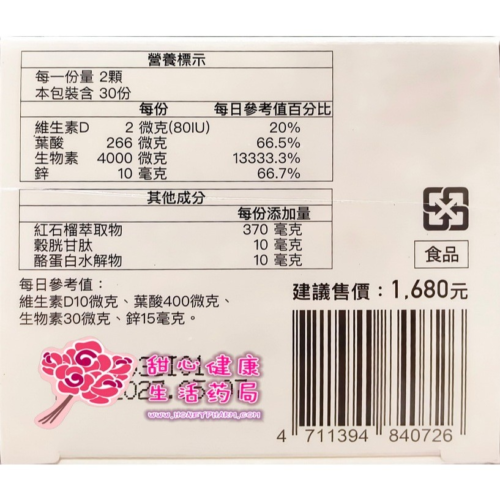 營養標示
每一份量 2顆
本包裝含 30份
每份 每日參考值百分比
維生素D 2 微克(80IU) 20%
葉酸 266 微克 66.5%
生物素 4000 微克 13333.3%
鋅 10 毫克 66.7%
其他成分
每份添加量
紅石榴萃取物 370 毫克
穀胱甘肽 10 毫克
酪蛋白水解物 10 毫克
食品
每日參考值：
維生素D10微克、葉酸400微克、
生物素30微克、鋅15毫克。
建議售價：1,680元
甜心健康
生活药局
WWW.HONEYPHARM.COM
4 711394 840726